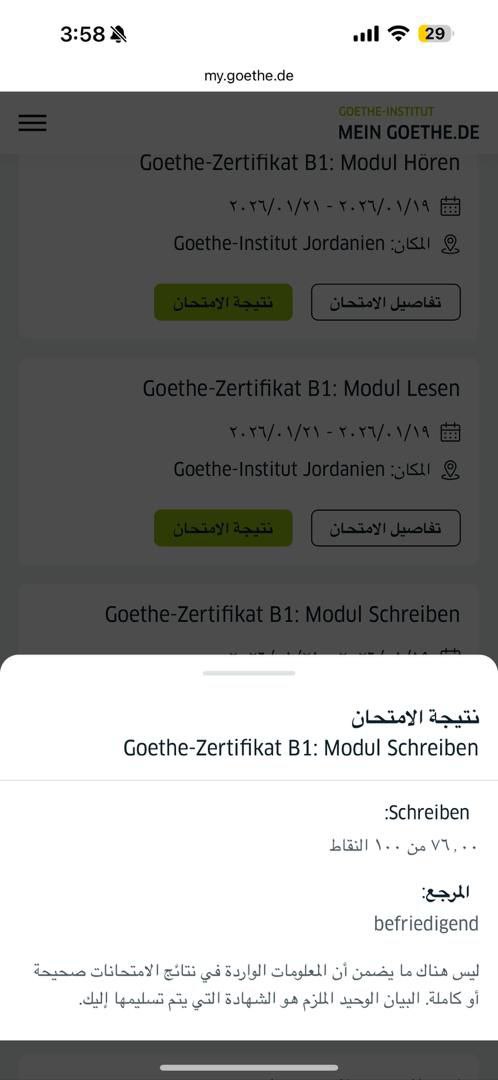 3:58
29
my.goethe.de
GOETHE-INSTITUT
MEIN GOETHE.DE
Goethe-Zertifikat B1: Modul Hören
٢٠٢٦/٠١/١٩ - ٢٠٢٦/٠١/٢١
المكان: Goethe-Institut Jordanien
تفاصيل الامتحان
نتيجة الامتحان
Goethe-Zertifikat B1: Modul Lesen
٢٠٢٦/٠١/١٩ - ٢٠٢٦/٠١/٢١
المكان: Goethe-Institut Jordanien
تفاصيل الامتحان
نتيجة الامتحان
Goethe-Zertifikat B1: Modul Schreiben
نتيجة الامتحان
Goethe-Zertifikat B1: Modul Schreiben
Schreiben:
٧٦,٠٠ من ١٠٠ النقاط
المرجع:
befriedigend
ليس هناك ما يضمن أن المعلومات الواردة في نتائج الامتحانات صحيحة
أو كاملة. البيان الوحيد الملزم هو الشهادة التي يتم تسليمها إليك.